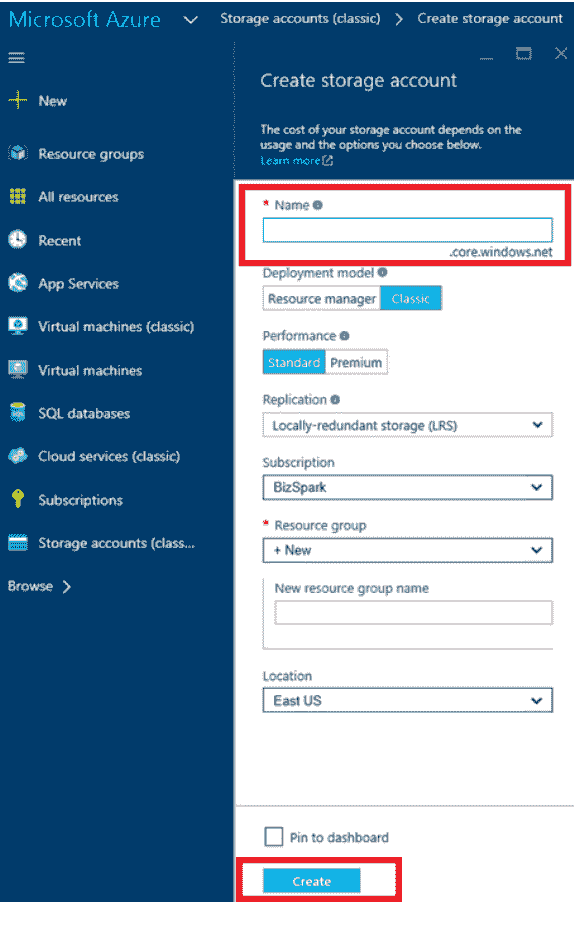 Microsoft Azure
Storage accounts (classic) > Create storage account
New
Resource groups
All resources
Recent
App Services
Virtual machines (classic)
Virtual machines
SQL databases
Cloud services (classic)
Subscriptions
Storage accounts (class...
Browse >
Create storage account
The cost of your storage account depends on the
usage and the options you choose below.
Learn more
* Name
.core.windows.net
Deployment model
Resource manager Classic
Performance
Standard Premium
Replication
Locally-redundant storage (LRS)
Subscription
BizSpark
* Resource group
+ New
New resource group name
Location
East US
Pin to dashboard
Create